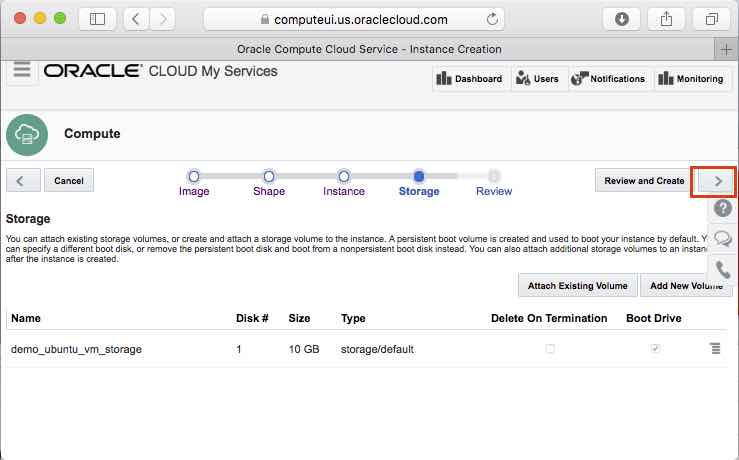 computeui.us.oraclecloud.com
Oracle Compute Cloud Service - Instance Creation
ORACLE CLOUD My Services
Dashboard Users Notifications Monitoring
Compute
Cancel Review and Create
Image Shape Instance Storage Review
Storage
You can attach existing storage volumes, or create and attach a storage volume to the instance. A persistent boot volume is created and used to boot your instance by default. Y
can specify a different boot disk, or remove the persistent boot disk and boot from a nonpersistent boot disk instead. You can also attach additional storage volumes to an instan
after the instance is created.
Attach Existing Volume Add New Volume
Name Disk # Size Type Delete On Termination Boot Drive
demo_ubuntu_vm_storage 1 10 GB storage/default